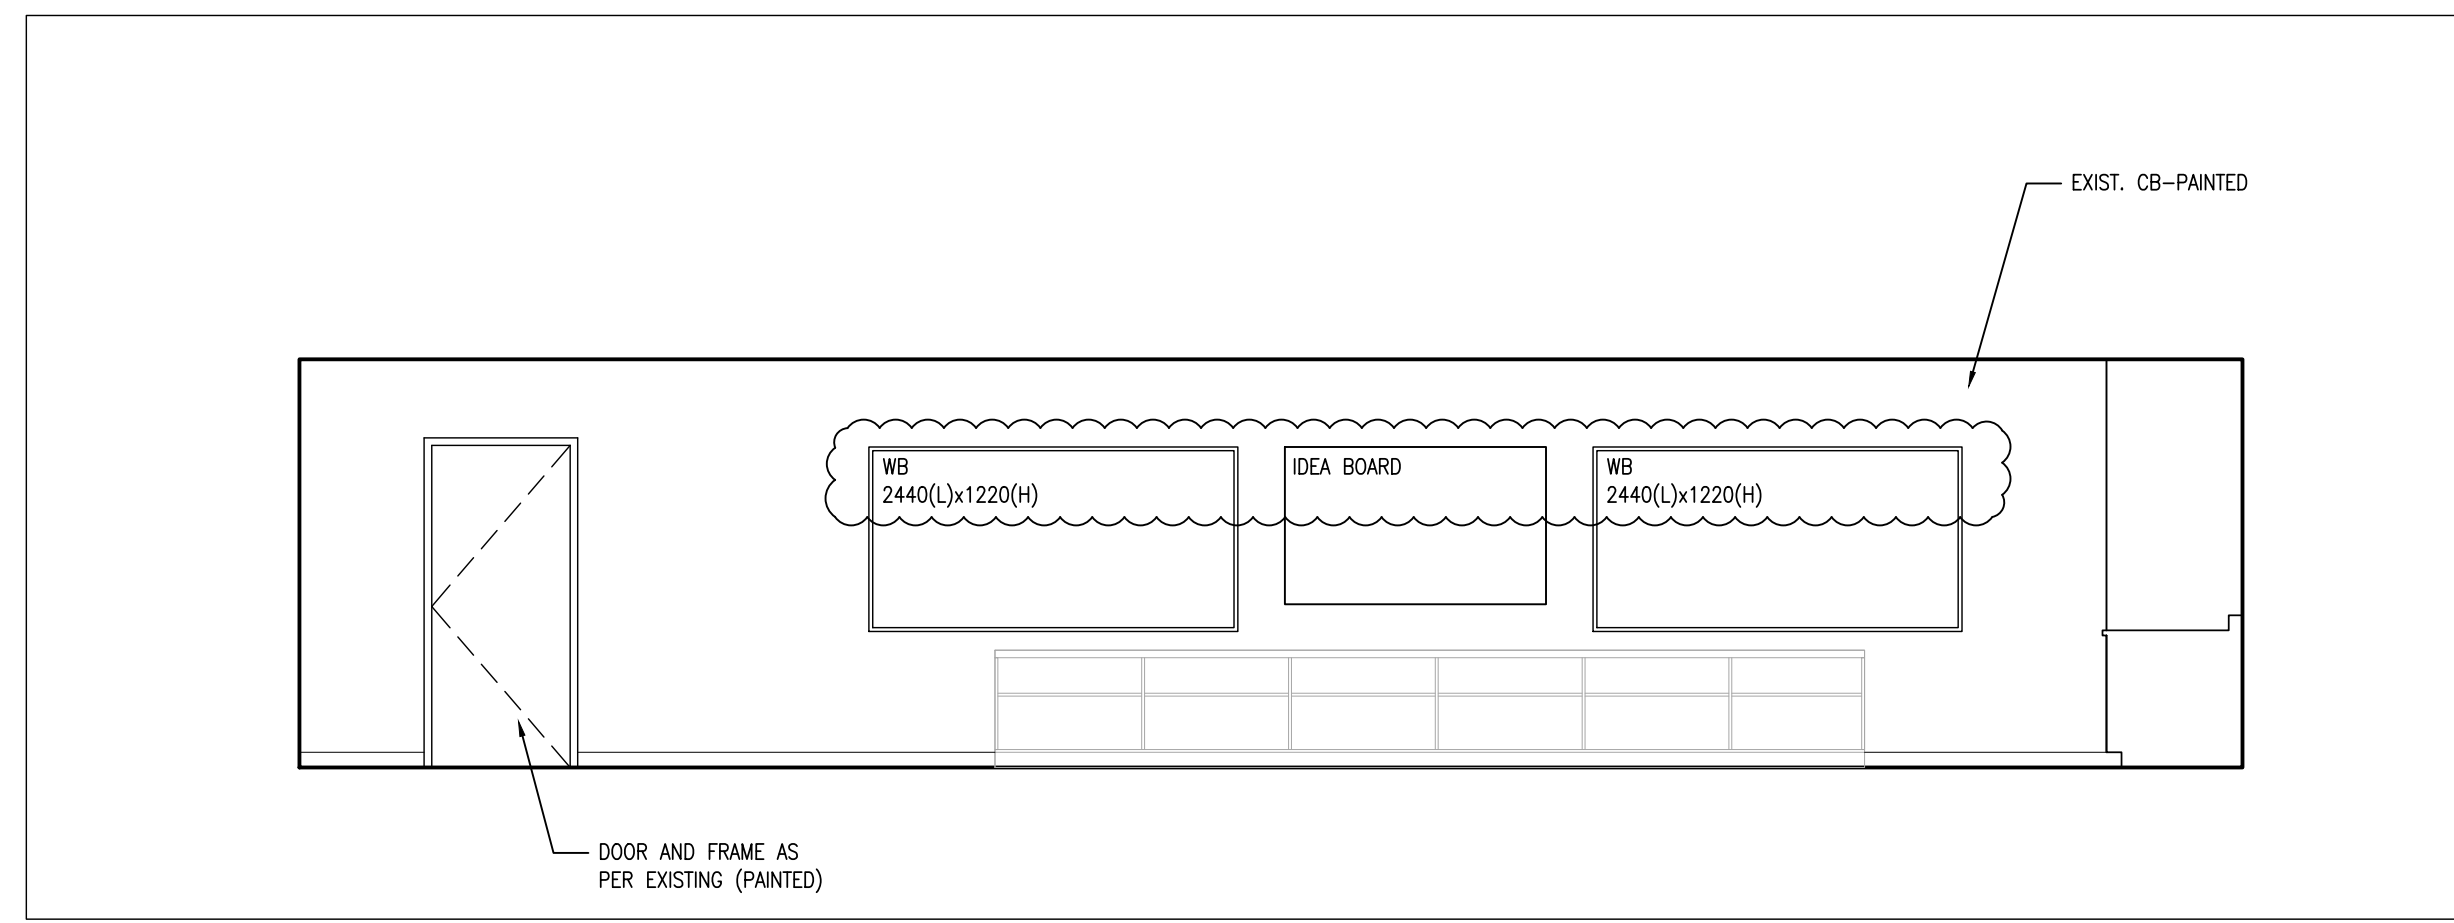 EXIST. CB-PAINTED
WB
2440(L)x1220(H)
IDEA BOARD
WB
2440(L)x1220(H)
DOOR AND FRAME AS
PER EXISTING (PAINTED)